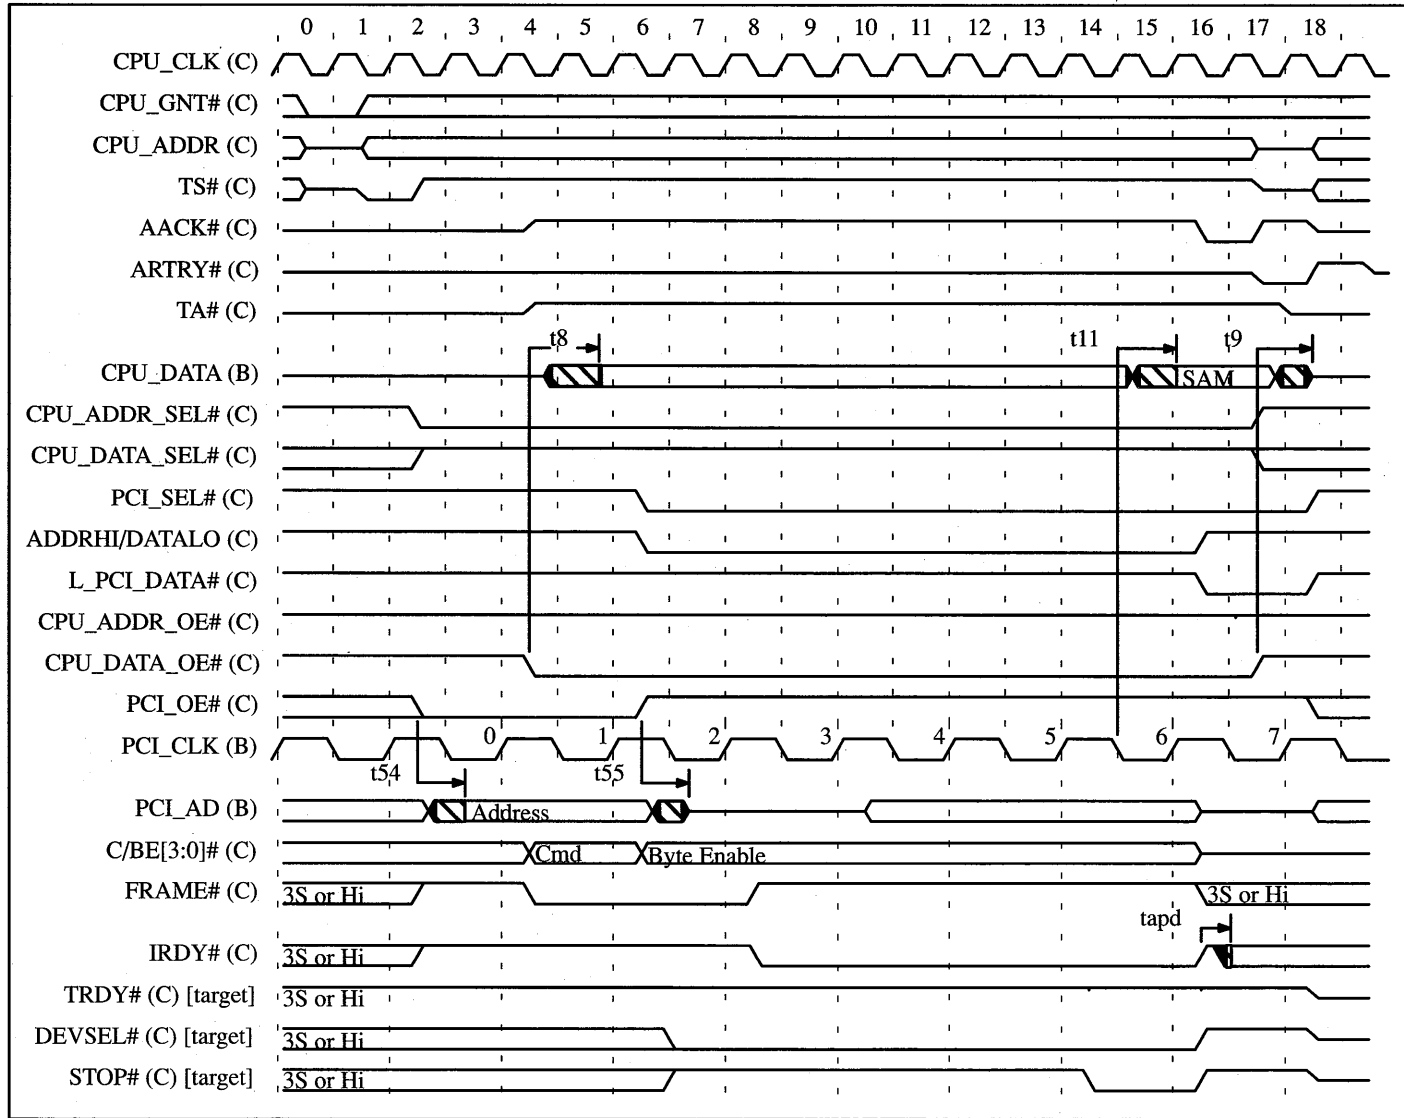 0 1 2 3 4 5 6 7 8 9 10 11 12 13 14 15 16 17 18
CPU_CLK (C)
CPU_GNT# (C)
CPU_ADDR (C)
TS# (C)
AACK# (C)
ARTRY# (C)
TA# (C)
t8 t11 t9
CPU_DATA (B) SAM
CPU_ADDR_SEL# (C)
CPU_DATA_SEL# (C)
PCI_SEL# (C)
ADDRHI/DATALO (C)
L_PCI_DATA# (C)
CPU_ADDR_OE# (C)
CPU_DATA_OE# (C)
PCI_OE# (C)
PCI_CLK (B) 0 1 2 3 4 5 6 7
t54 t55
PCI_AD (B) Address
C/BE[3:0]# (C) Cmd Byte Enable
FRAME# (C) 3S or Hi 3S or Hi
tapd
IRDY# (C) 3S or Hi
TRDY# (C) [target] 3S or Hi
DEVSEL# (C) [target] 3S or Hi
STOP# (C) [target] 3S or Hi